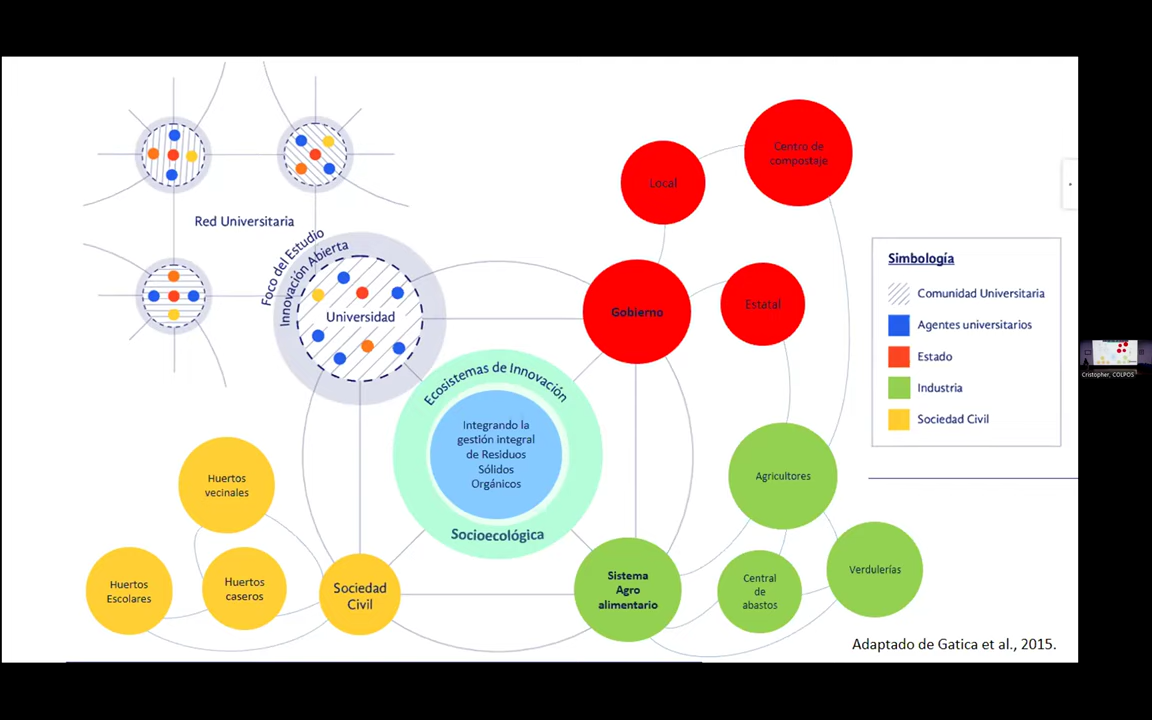 Red Universitaria
Foco del Estudio
Innovación Abierta
Universidad
Local
Centro de
compostaje
Gobierno
Estatal
Simbología
Comunidad Universitaria
Agentes universitarios
Estado
Industria
Sociedad Civil
Ecosistemas de Innovación
Integrando la
gestión integral
de Residuos
Sólidos
Orgánicos
Socioecológica
Huertos
vecinales
Huertos
Escolares
Huertos
caseros
Sociedad
Civil
Sistema
Agro
alimentario
Agricultores
Central
de
abastos
Verdulerías
Adaptado de Gatica et al., 2015.
Cristopher, COLPOS